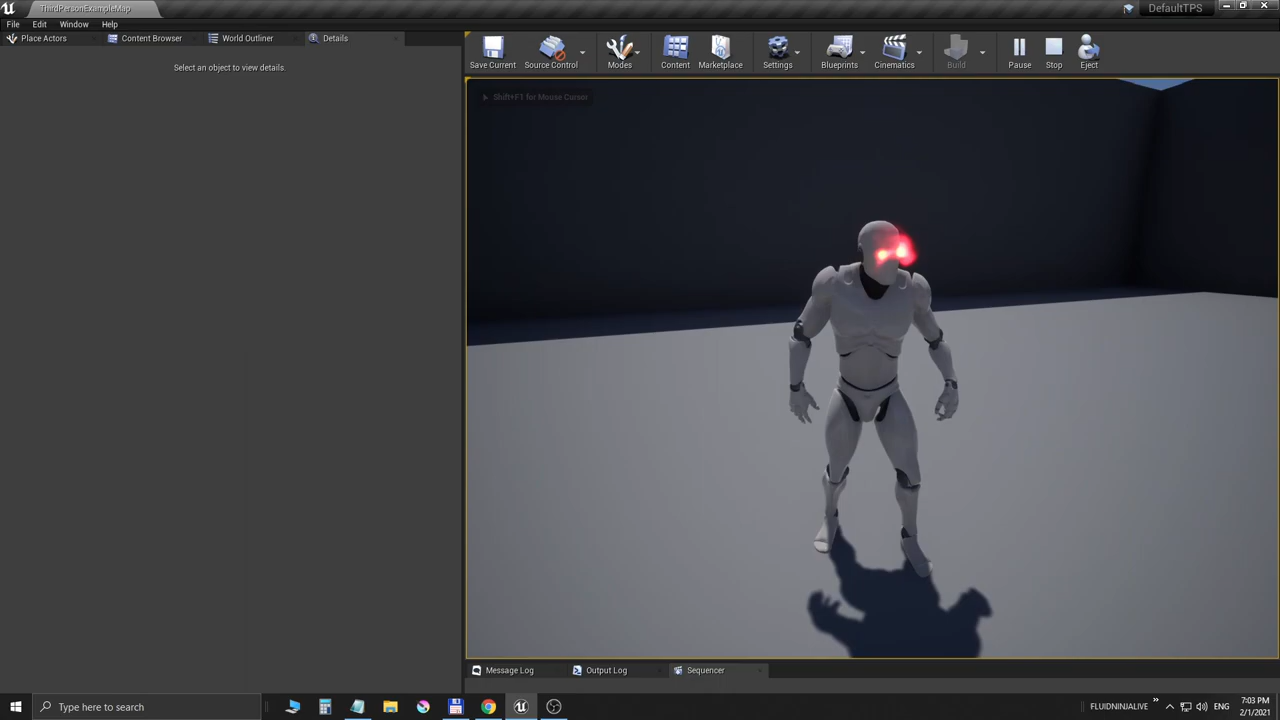 ThirdPersonExampleMap
DefaultTPS
File Edit Window Help
Place Actors Content Browser World Outliner Details
Select an object to view details.
Save Current Source Control Modes Content Marketplace Settings Blueprints Cinematics Build Pause Stop Eject
Shift+F1 for Mouse Cursor
Message Log Output Log Sequencer
Type here to search
FLUIDNINJALIVE
ENG
7:03 PM
2/1/2021